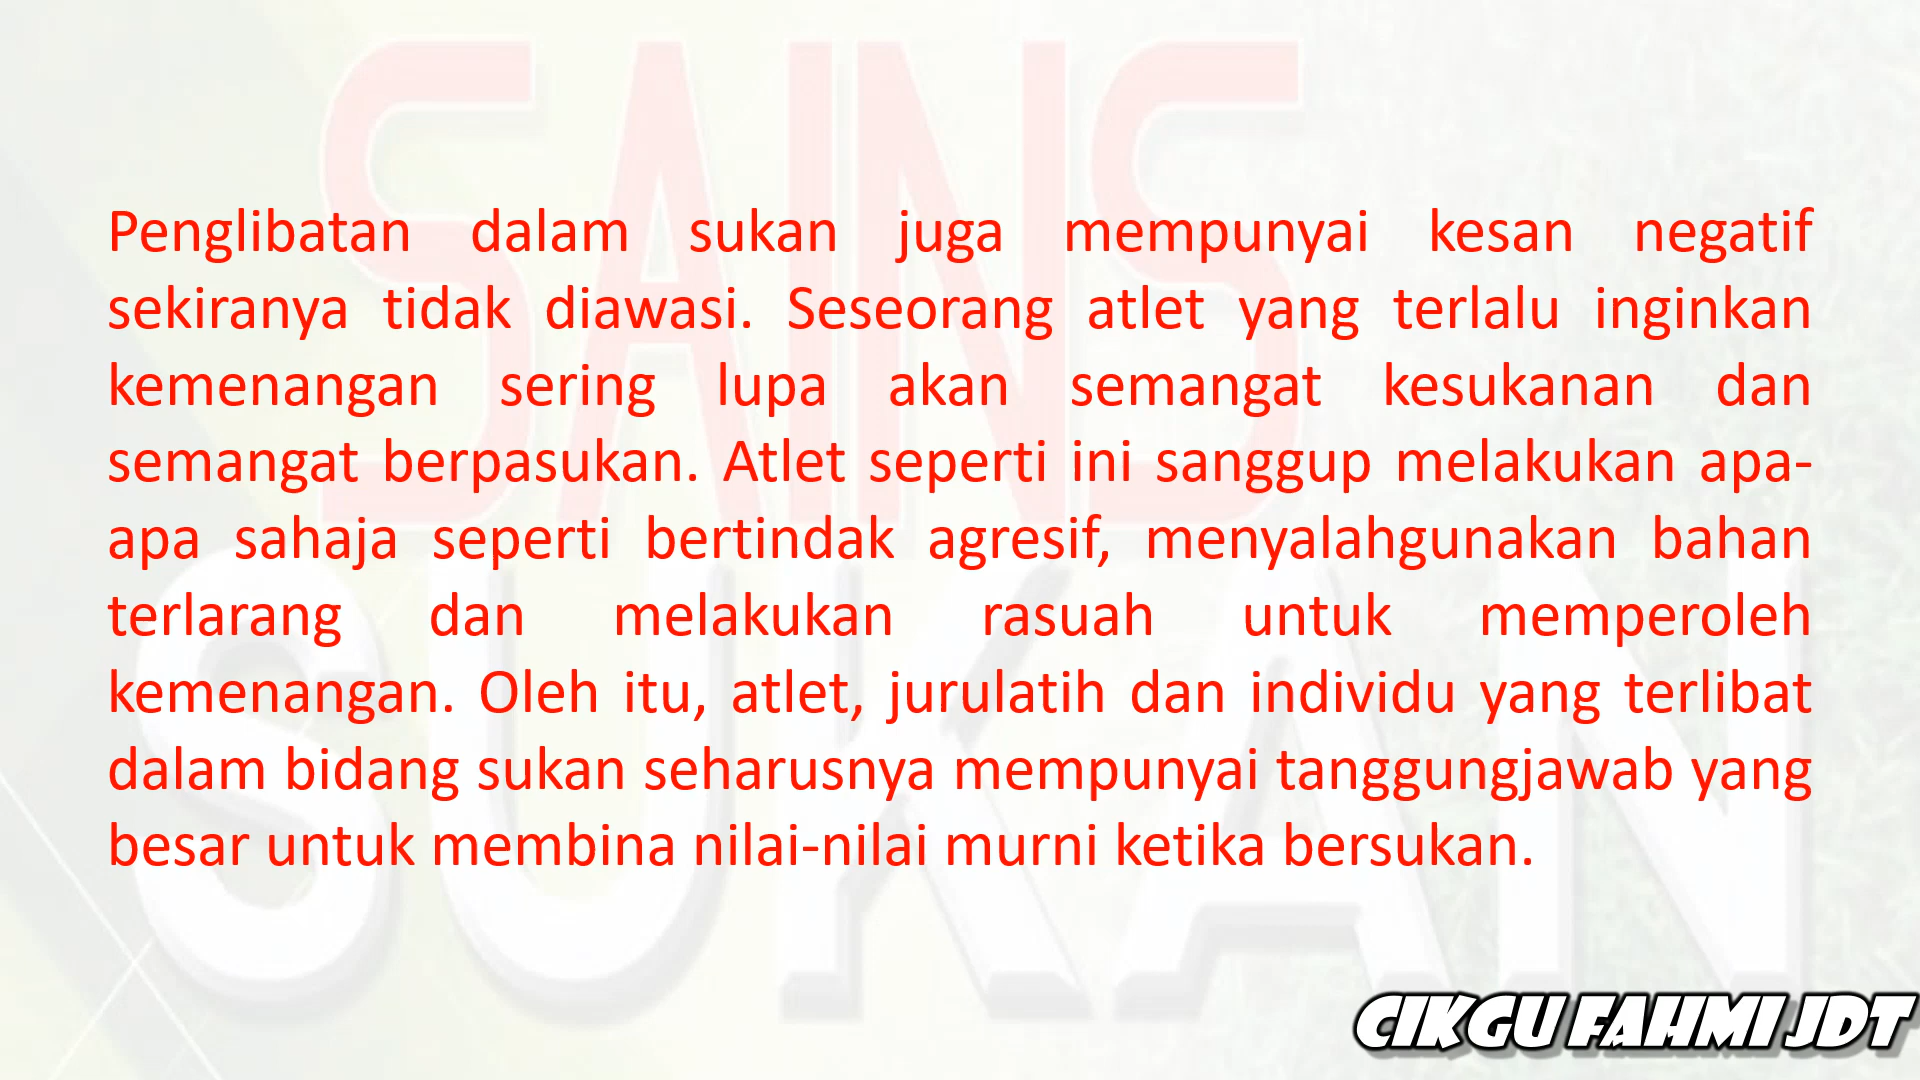 SAINS
SUKAN
Penglibatan dalam sukan juga mempunyai kesan negatif
sekiranya tidak diawasi. Seseorang atlet yang terlalu inginkan
kemenangan sering lupa akan semangat kesukanan dan
semangat berpasukan. Atlet seperti ini sanggup melakukan apa-
apa sahaja seperti bertindak agresif, menyalahgunakan bahan
terlarang dan melakukan rasuah untuk memperoleh
kemenangan. Oleh itu, atlet, jurulatih dan individu yang terlibat
dalam bidang sukan seharusnya mempunyai tanggungjawab yang
besar untuk membina nilai-nilai murni ketika bersukan.
CIKGU FAHMI JDT